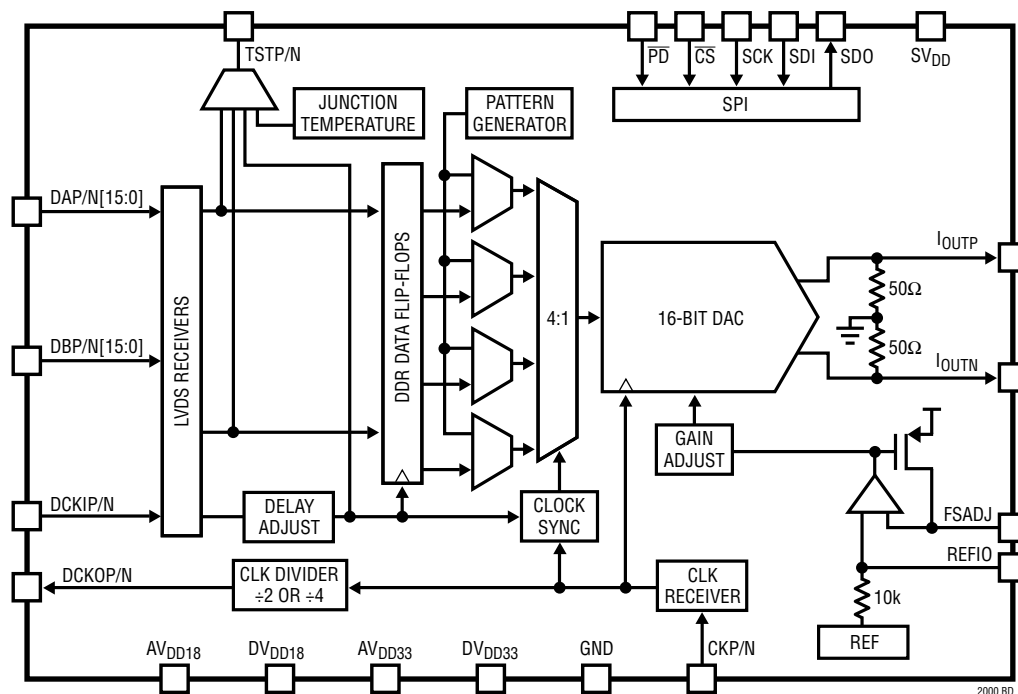 TSTP/N
PD
CS
SCK
SDI
SDO
SVDD
SPI
JUNCTION
TEMPERATURE
PATTERN
GENERATOR
DAP/N[15:0]
DBP/N[15:0]
LVDS RECEIVERS
DDR DATA FLIP-FLOPS
4:1
16-BIT DAC
IOUTP
50Ω
50Ω
IOUTN
GAIN
ADJUST
DCKIP/N
DELAY
ADJUST
CLOCK
SYNC
FSADJ
REFIO
DCKOP/N
CLK DIVIDER
÷2 OR ÷4
CLK
RECEIVER
10k
REF
AVDD18
DVDD18
AVDD33
DVDD33
GND
CKP/N
2000 BD